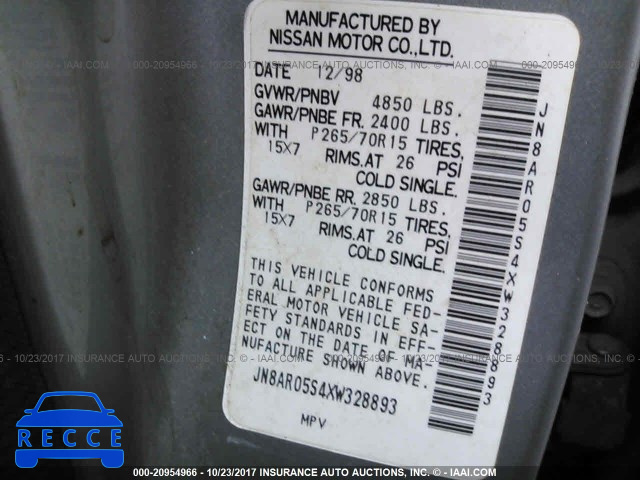 MANUFACTURED BY
NISSAN MOTOR CO.,LTD.
DATE 12/98
GVWR/PNBV 4850 LBS.
GAWR/PNBE FR. 2400 LBS.
WITH P265/70R15 TIRES,
15X7 RIMS.AT 26 PSI
COLD SINGLE.
GAWR/PNBE RR. 2850 LBS.
WITH P265/70R15 TIRES,
15X7 RIMS.AT 26 PSI
COLD SINGLE.
THIS VEHICLE CONFORMS
TO ALL APPLICABLE FED-
ERAL MOTOR VEHICLE SA-
FETY STANDARDS IN EFF-
ECT ON THE DATE OF MA-
NUFACTURE SHOWN ABOVE.
JN8AR05S4XW328893
MPV
JN8AR05S4XW328893
RECCE
000-20954966 - 10/23/2017 INSURANCE AUTO AUCTIONS, INC. - IAAI.COM